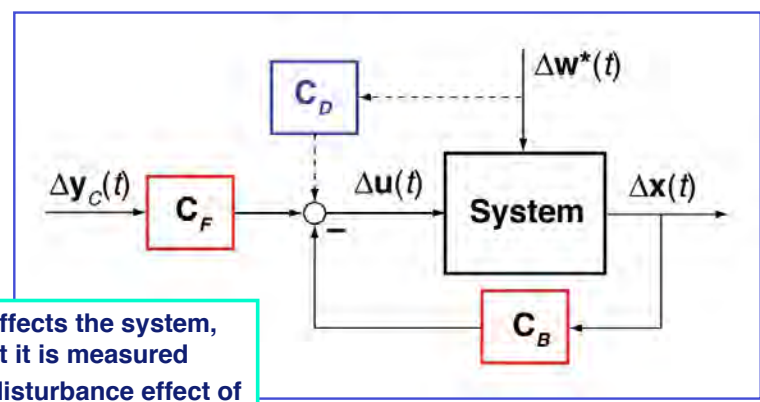 Δw*(t)
C_D
Δy_C(t)
C_F
Δu(t)
System
Δx(t)
–
C_B
ffects the system,
t it is measured
disturbance effect of